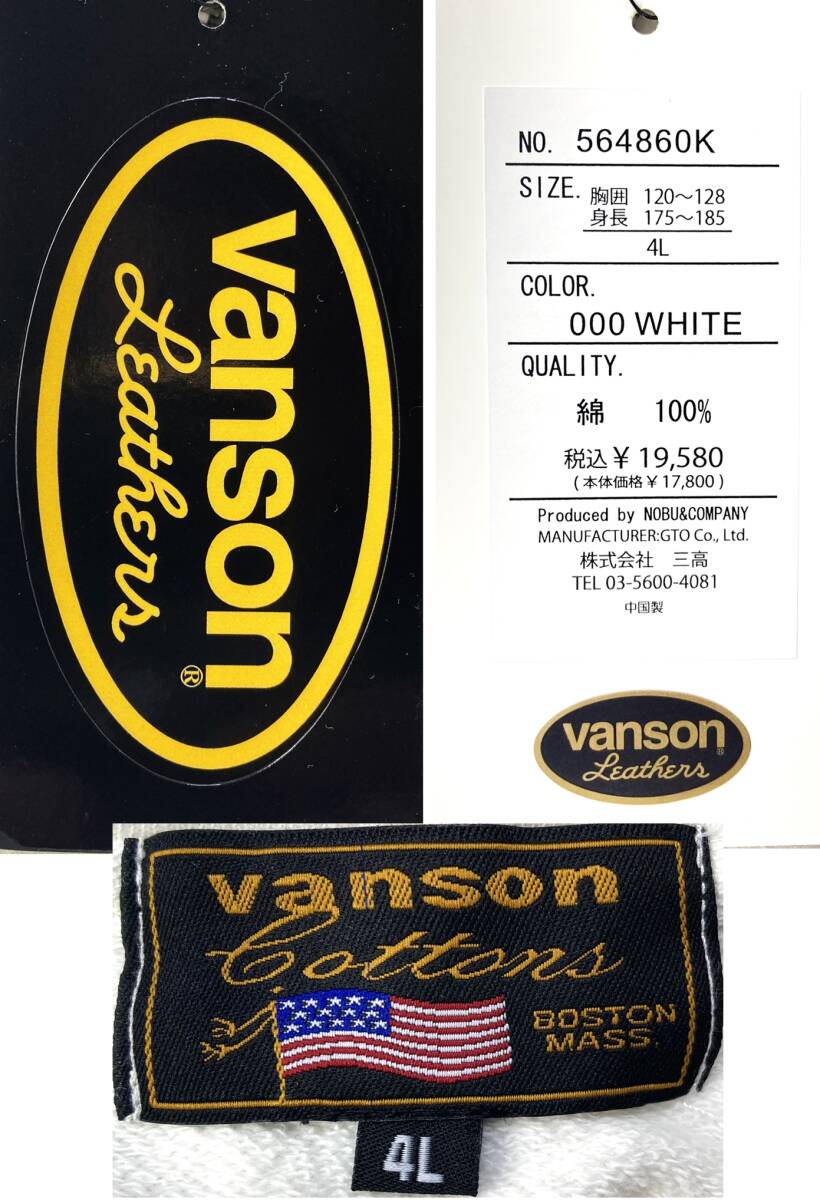 vanson
Leathers
®
NO. 564860K
SIZE. 胸囲 120～128
身長 175～185
4L
COLOR.
000 WHITE
QUALITY.
綿 100%
税込 ¥ 19,580
( 本体価格 ¥ 17,800 )
Produced by NOBU&COMPANY
MANUFACTURER:GTO Co., Ltd.
株式会社 三高
TEL 03-5600-4081
中国製
vanson®
Leathers
vanson
Cottons
BOSTON
MASS.
4L